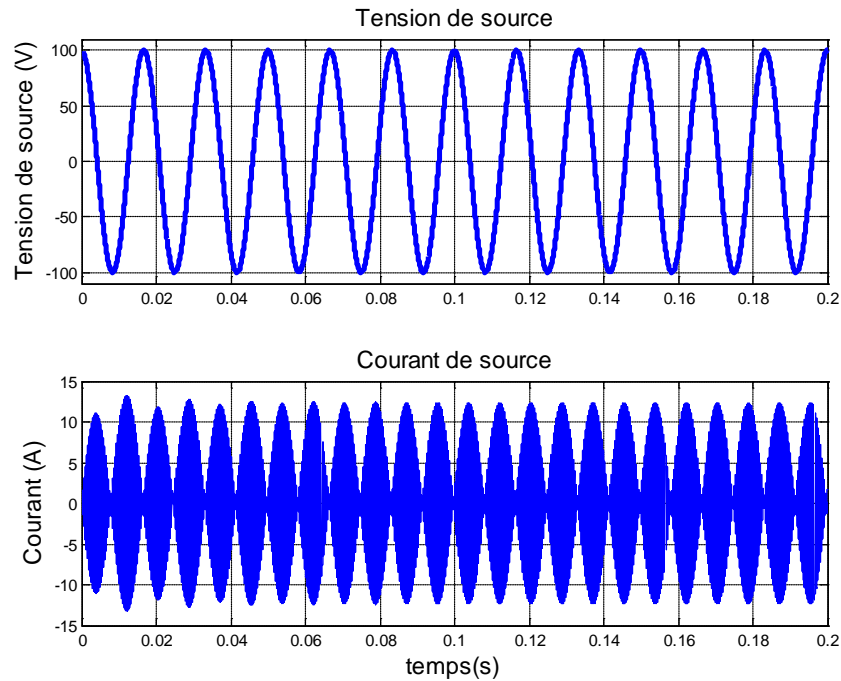 Tension de source
Tension de source (V)
100
50
0
-50
-100
0 0.02 0.04 0.06 0.08 0.1 0.12 0.14 0.16 0.18 0.2
Courant de source
Courant (A)
15
10
5
0
-5
-10
-15
0 0.02 0.04 0.06 0.08 0.1 0.12 0.14 0.16 0.18 0.2
temps(s)